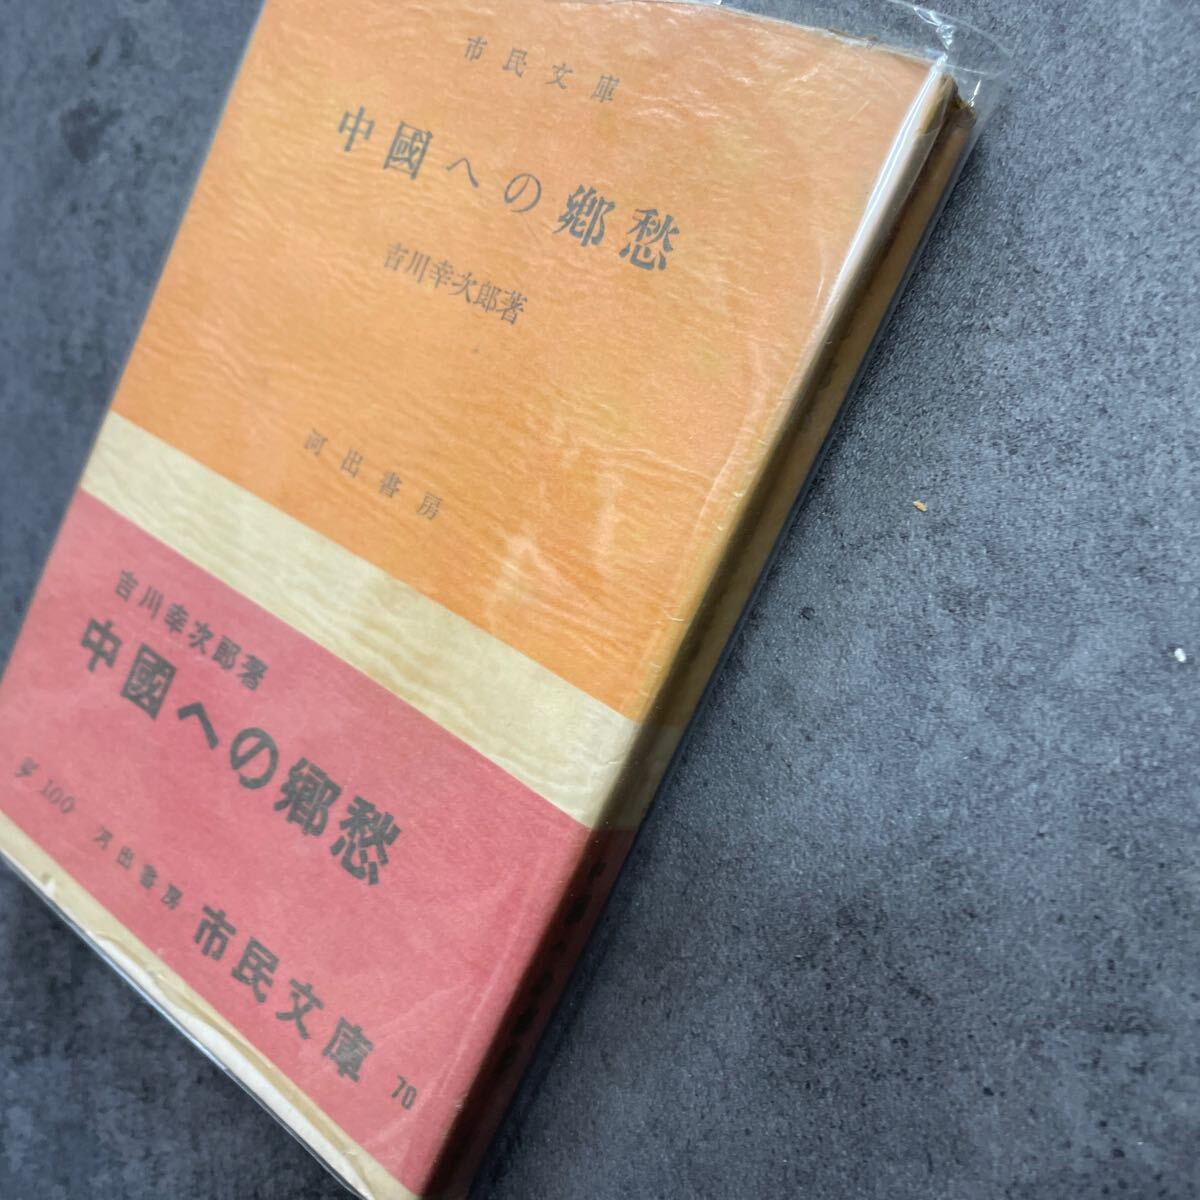 市民文庫
中國への鄕愁
吉川幸次郎著
河出書房
吉川幸次郎著
中國への鄕愁
100 河出書房 市民文庫 70